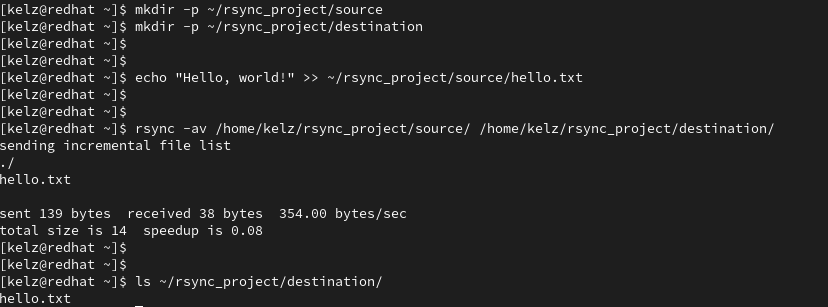 [kelz@redhat ~]$ mkdir -p ~/rsync_project/source
[kelz@redhat ~]$ mkdir -p ~/rsync_project/destination
[kelz@redhat ~]$
[kelz@redhat ~]$
[kelz@redhat ~]$ echo "Hello, world!" >> ~/rsync_project/source/hello.txt
[kelz@redhat ~]$
[kelz@redhat ~]$
[kelz@redhat ~]$ rsync -av /home/kelz/rsync_project/source/ /home/kelz/rsync_project/destination/
sending incremental file list
./
hello.txt

sent 139 bytes  received 38 bytes  354.00 bytes/sec
total size is 14  speedup is 0.08
[kelz@redhat ~]$
[kelz@redhat ~]$
[kelz@redhat ~]$ ls ~/rsync_project/destination/
hello.txt